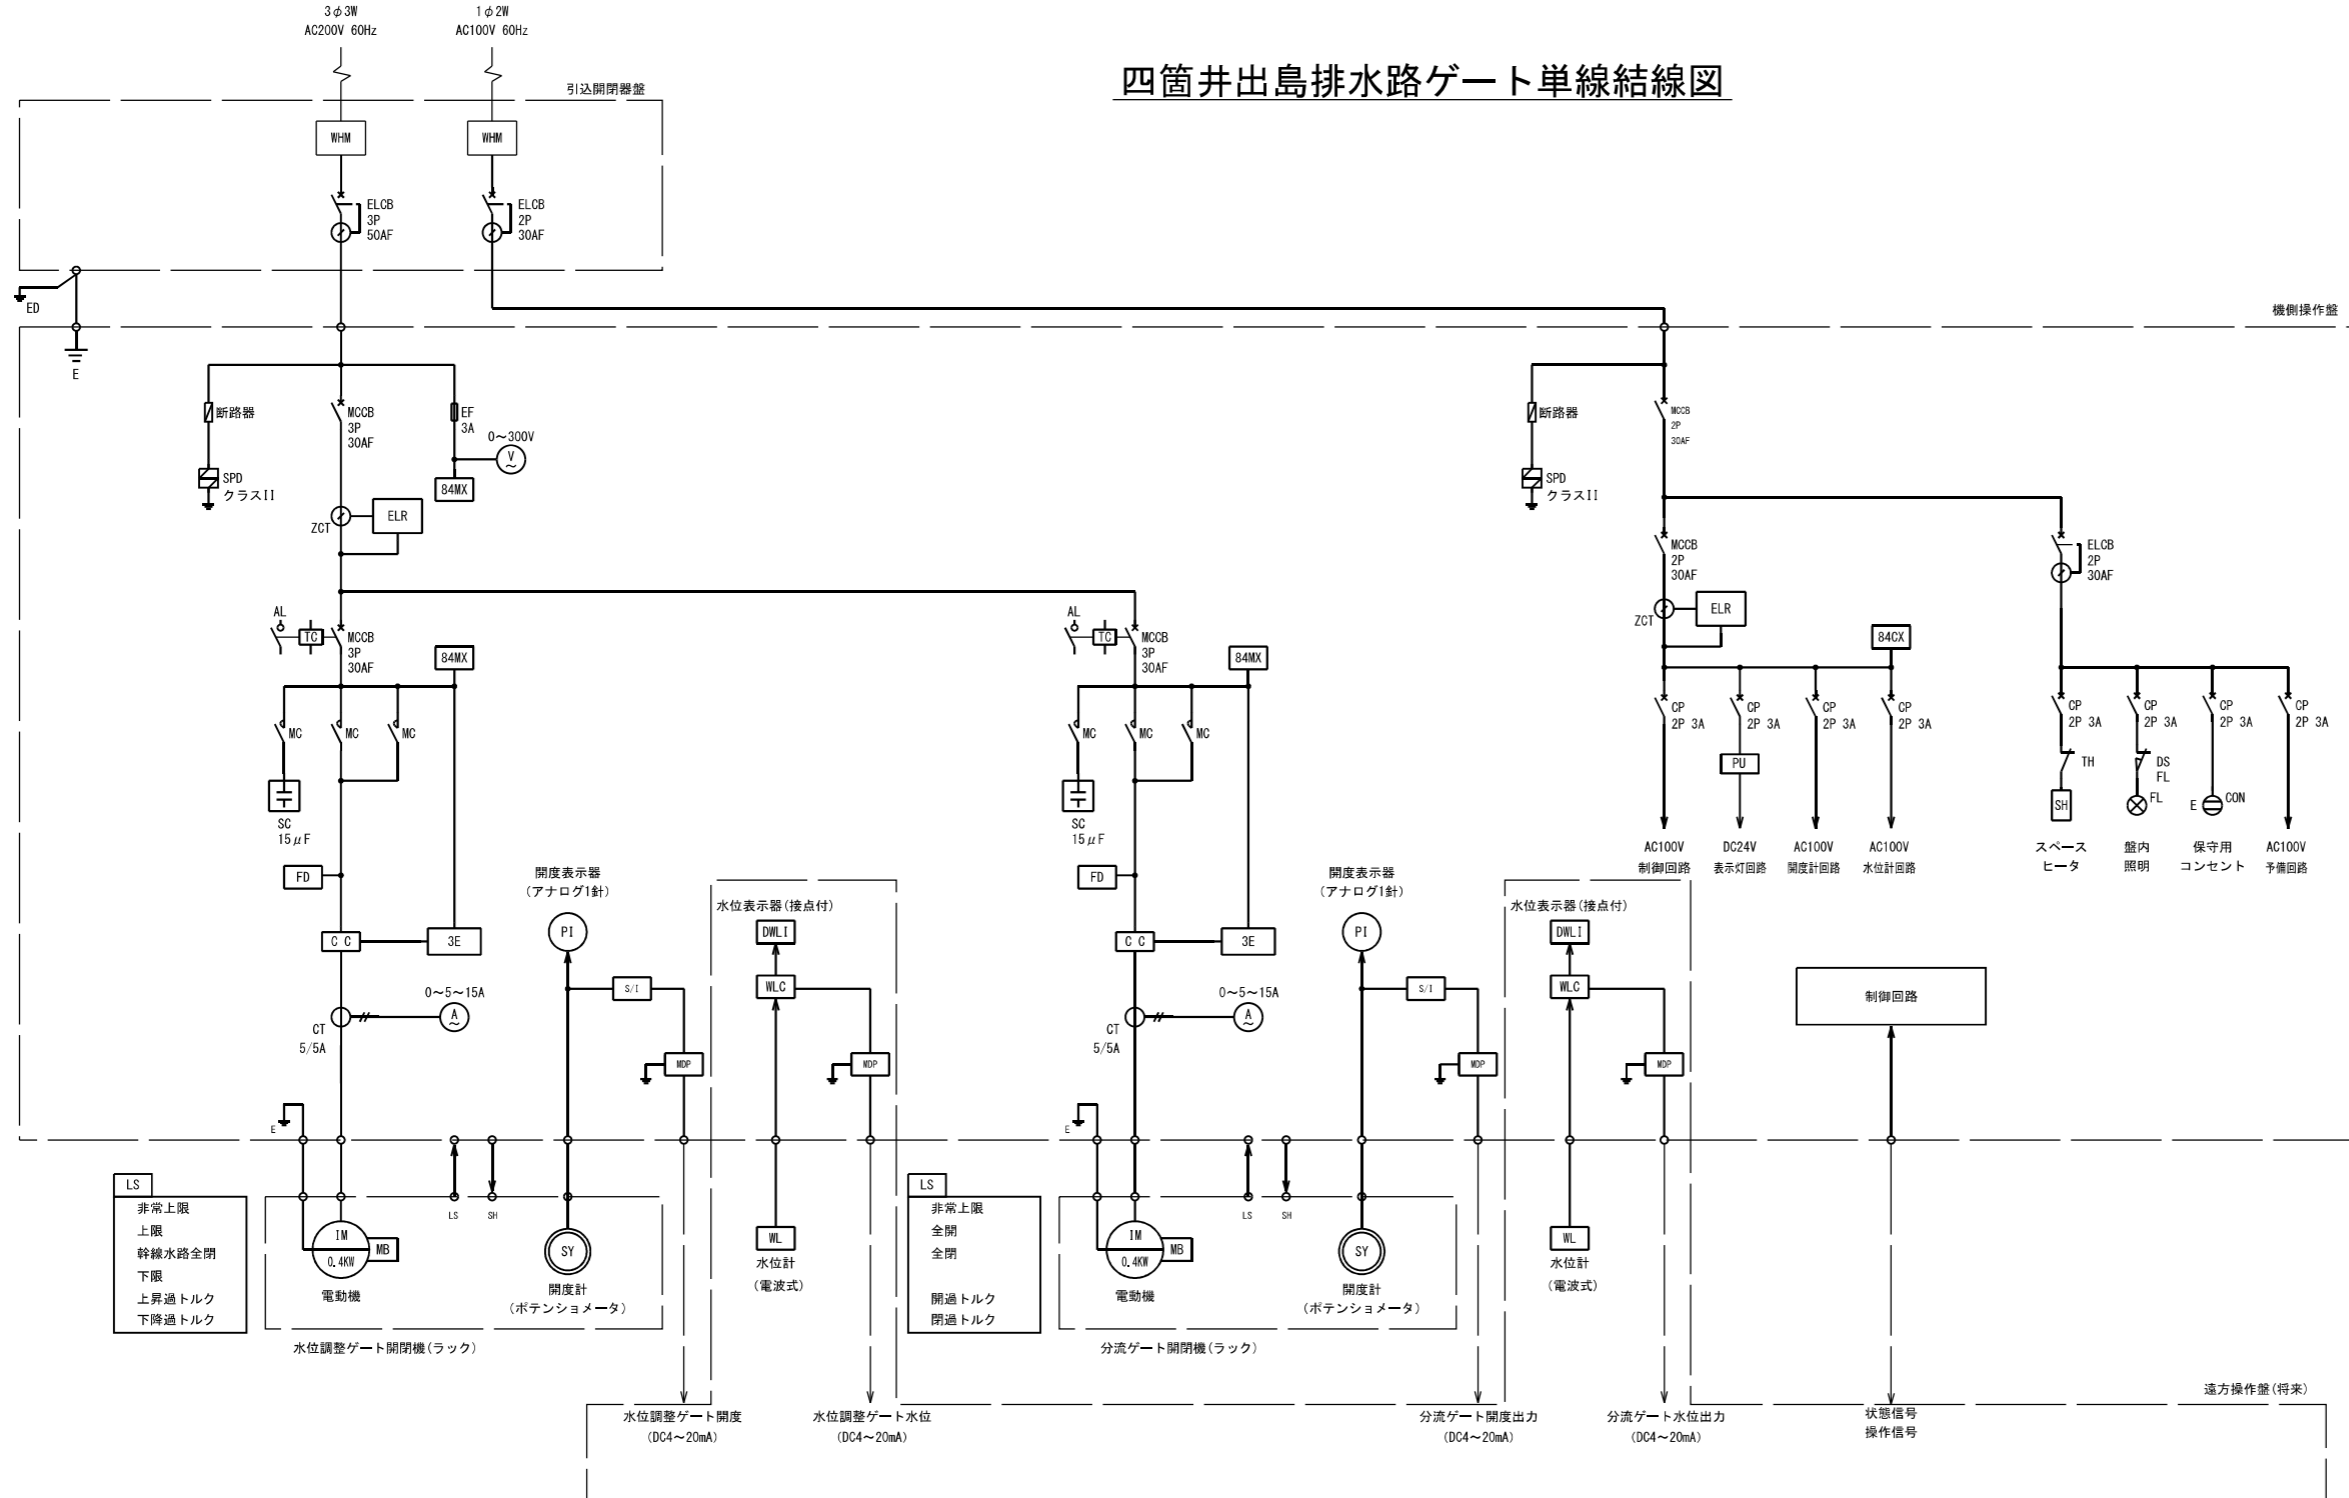 3φ3W
AC200V 60Hz
1φ2W
AC100V 60Hz
四箇井出島排水路ゲート単線結線図
引込開閉器盤
WHM
WHM
ELCB
3P
50AF
ELCB
2P
30AF
ED
E
機側操作盤
断路器
SPD
クラスII
MCCB
3P
30AF
EF
3A
0～300V
V
～
84MX
ZCT
ELR
断路器
SPD
クラスII
MCCB
2P
30AF
MCCB
2P
30AF
ZCT
ELR
84CX
ELCB
2P
30AF
AL
TC
MCCB
3P
30AF
84MX
MC
MC
MC
SC
15μF
FD
C C
3E
CT
5/5A
0～5～15A
A
～
開度表示器
(アナログ1針)
PI
S/I
MDP
水位表示器(接点付)
DWLI
WLC
MDP
AL
TC
MCCB
3P
30AF
84MX
MC
MC
MC
SC
15μF
FD
C C
3E
CT
5/5A
0～5～15A
A
～
開度表示器
(アナログ1針)
PI
S/I
MDP
水位表示器(接点付)
DWLI
WLC
MDP
CP
2P 3A
CP
2P 3A
CP
2P 3A
CP
2P 3A
PU
AC100V
制御回路
DC24V
表示灯回路
AC100V
開度計回路
AC100V
水位計回路
CP
2P 3A
CP
2P 3A
CP
2P 3A
CP
2P 3A
TH
SH
DS
FL
FL
E
CON
スペース
ヒータ
盤内
照明
保守用
コンセント
AC100V
予備回路
制御回路
E
LS
非常上限
上限
幹線水路全閉
下限
上昇過トルク
下降過トルク
IM
0.4KW
MB
電動機
LS
SH
SY
開度計
(ポテンショメータ)
水位調整ゲート開閉機(ラック)
WL
水位計
(電波式)
E
LS
非常上限
全開
全閉
開過トルク
閉過トルク
IM
0.4KW
MB
電動機
LS
SH
SY
開度計
(ポテンショメータ)
分流ゲート開閉機(ラック)
WL
水位計
(電波式)
遠方操作盤(将来)
水位調整ゲート開度
(DC4～20mA)
水位調整ゲート水位
(DC4～20mA)
分流ゲート開度出力
(DC4～20mA)
分流ゲート水位出力
(DC4～20mA)
状態信号
操作信号